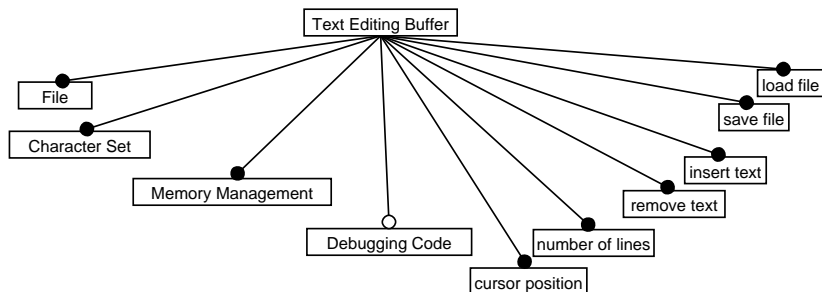 Text Editing Buffer
File
Character Set
Memory Management
Debugging Code
cursor position
number of lines
remove text
insert text
save file
load file